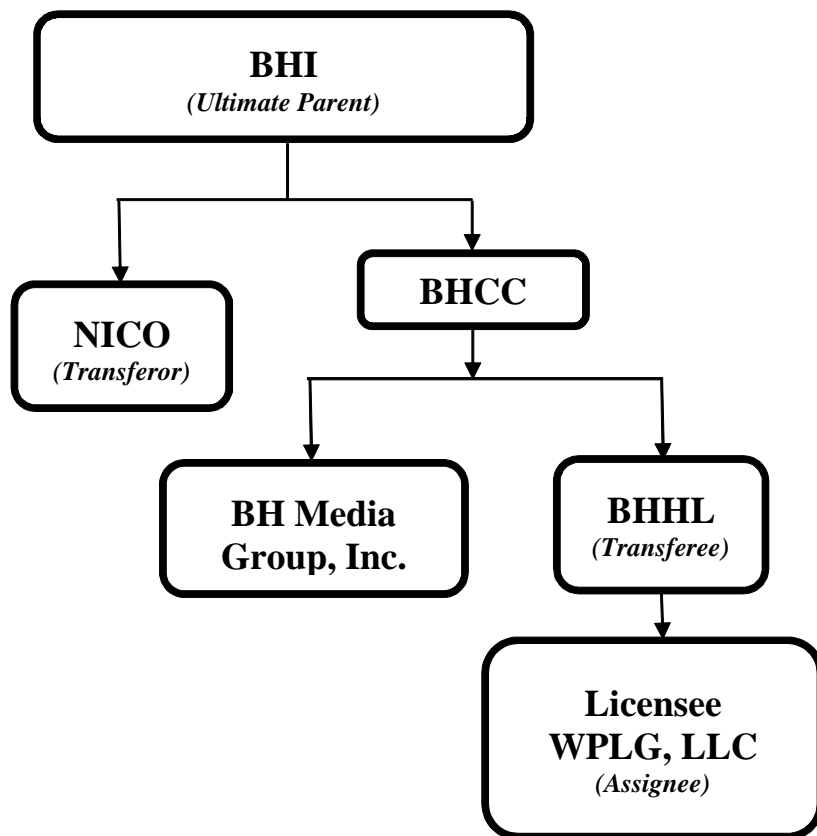 BHI
(Ultimate Parent)
NICO
(Transferor)
BHCC
BH Media
Group, Inc.
BHHL
(Transferee)
Licensee
WPLG, LLC
(Assignee)